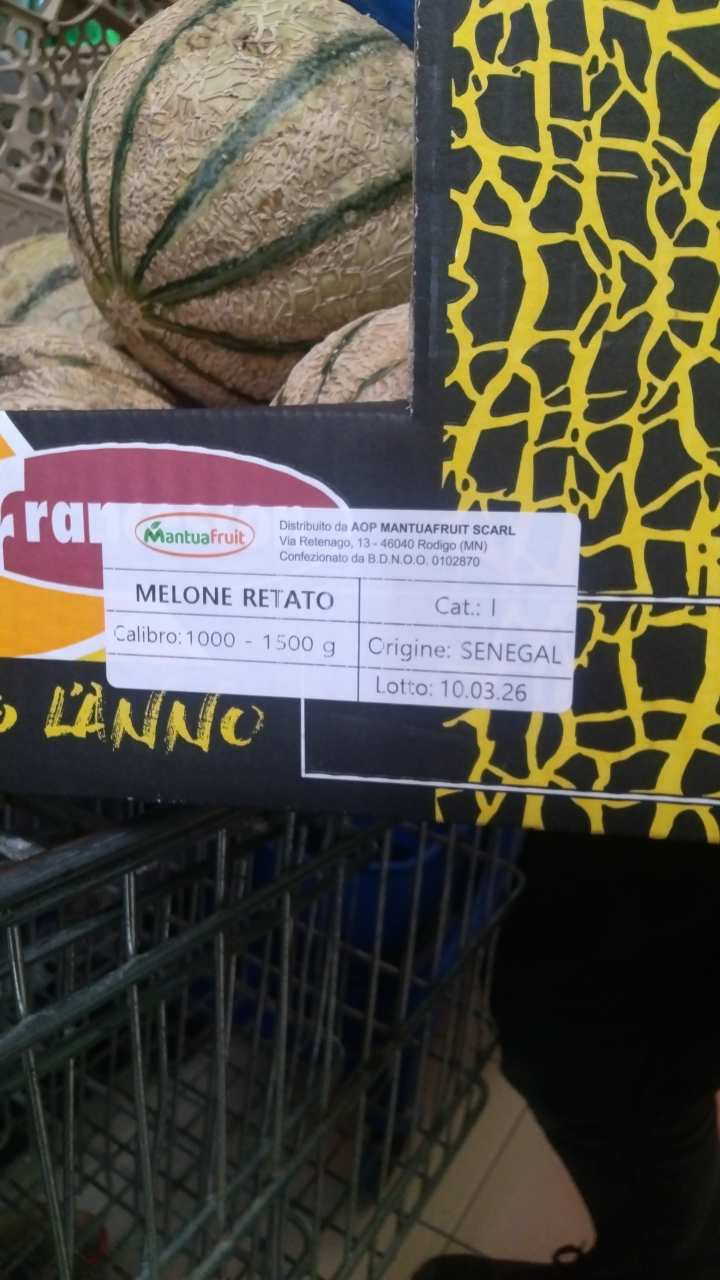 MantuaFruit
Distribuito da AOP MANTUAFRUIT SCARL
Via Retenago, 13 - 46040 Rodigo (MN)
Confezionato da B.D.N.O.O. 0102870
MELONE RETATO
Cat.: I
Calibro: 1000 - 1500 g
Origine: SENEGAL
Lotto: 10.03.26
L'ANNO